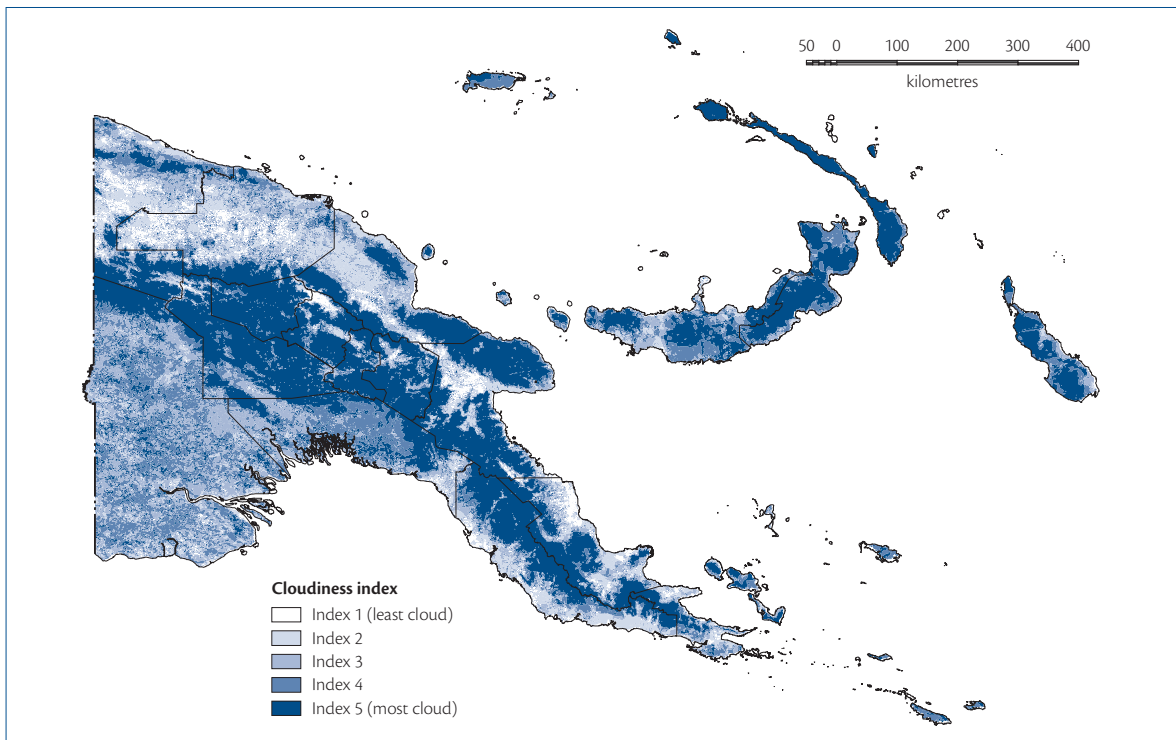 50 0 100 200 300 400
kilometres
Cloudiness index
Index 1 (least cloud)
Index 2
Index 3
Index 4
Index 5 (most cloud)